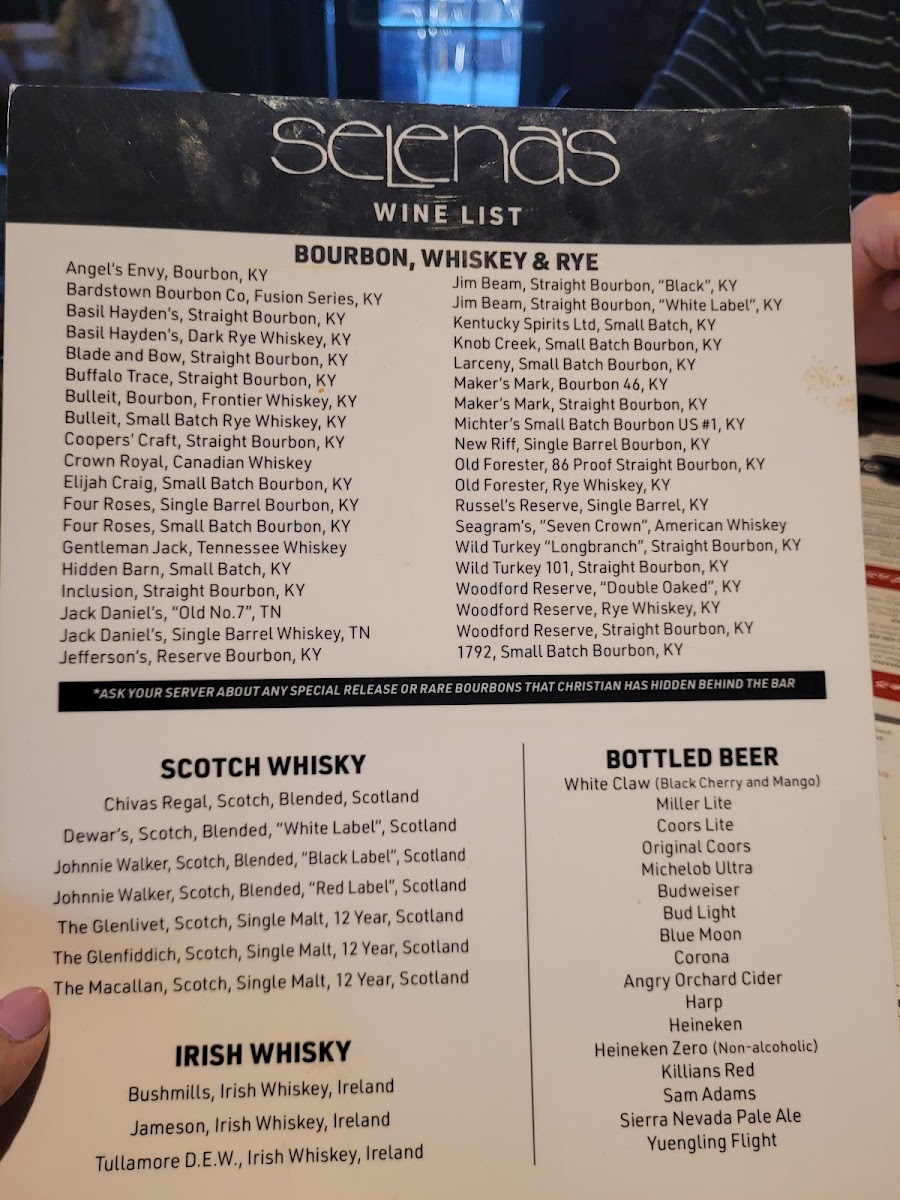 SELENA'S
WINE LIST
BOURBON, WHISKEY & RYE
Angel's Envy, Bourbon, KY
Bardstown Bourbon Co, Fusion Series, KY
Basil Hayden's, Straight Bourbon, KY
Basil Hayden's, Dark Rye Whiskey, KY
Blade and Bow, Straight Bourbon, KY
Buffalo Trace, Straight Bourbon, KY
Bulleit, Bourbon, Frontier Whiskey, KY
Bulleit, Small Batch Rye Whiskey, KY
Coopers' Craft, Straight Bourbon, KY
Crown Royal, Canadian Whiskey
Elijah Craig, Small Batch Bourbon, KY
Four Roses, Single Barrel Bourbon, KY
Four Roses, Small Batch Bourbon, KY
Gentleman Jack, Tennessee Whiskey
Hidden Barn, Small Batch, KY
Inclusion, Straight Bourbon, KY
Jack Daniel's, "Old No.7", TN
Jack Daniel's, Single Barrel Whiskey, TN
Jefferson's, Reserve Bourbon, KY
Jim Beam, Straight Bourbon, "Black", KY
Jim Beam, Straight Bourbon, "White Label", KY
Kentucky Spirits Ltd, Small Batch, KY
Knob Creek, Small Batch Bourbon, KY
Larceny, Small Batch Bourbon, KY
Maker's Mark, Bourbon 46, KY
Maker's Mark, Straight Bourbon, KY
Michter's Small Batch Bourbon US #1, KY
New Riff, Single Barrel Bourbon, KY
Old Forester, 86 Proof Straight Bourbon, KY
Old Forester, Rye Whiskey, KY
Russel's Reserve, Single Barrel, KY
Seagram's, "Seven Crown", American Whiskey
Wild Turkey "Longbranch", Straight Bourbon, KY
Wild Turkey 101, Straight Bourbon, KY
Woodford Reserve, "Double Oaked", KY
Woodford Reserve, Rye Whiskey, KY
Woodford Reserve, Straight Bourbon, KY
1792, Small Batch Bourbon, KY
*ASK YOUR SERVER ABOUT ANY SPECIAL RELEASE OR RARE BOURBONS THAT CHRISTIAN HAS HIDDEN BEHIND THE BAR
SCOTCH WHISKY
Chivas Regal, Scotch, Blended, Scotland
Dewar's, Scotch, Blended, "White Label", Scotland
Johnnie Walker, Scotch, Blended, "Black Label", Scotland
Johnnie Walker, Scotch, Blended, "Red Label", Scotland
The Glenlivet, Scotch, Single Malt, 12 Year, Scotland
The Glenfiddich, Scotch, Single Malt, 12 Year, Scotland
The Macallan, Scotch, Single Malt, 12 Year, Scotland
IRISH WHISKY
Bushmills, Irish Whiskey, Ireland
Jameson, Irish Whiskey, Ireland
Tullamore D.E.W., Irish Whiskey, Ireland
BOTTLED BEER
White Claw (Black Cherry and Mango)
Miller Lite
Coors Lite
Original Coors
Michelob Ultra
Budweiser
Bud Light
Blue Moon
Corona
Angry Orchard Cider
Harp
Heineken
Heineken Zero (Non-alcoholic)
Killians Red
Sam Adams
Sierra Nevada Pale Ale
Yuengling Flight